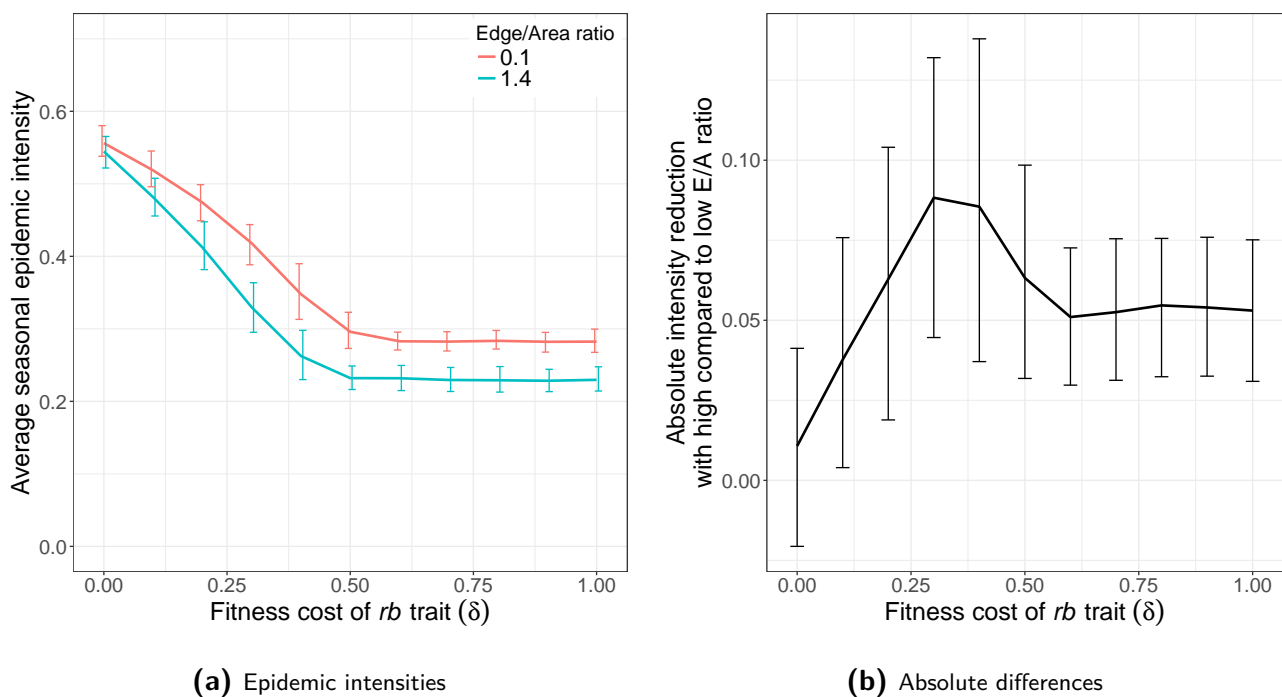 Edge/Area ratio
0.1
1.4
Average seasonal epidemic intensity
0.6
0.4
0.2
0.0
0.00 0.25 0.50 0.75 1.00
Fitness cost of rb trait (δ)
(a) Epidemic intensities
Absolute intensity reduction
with high compared to low E/A ratio
0.10
0.05
0.00
0.00 0.25 0.50 0.75 1.00
Fitness cost of rb trait (δ)
(b) Absolute differences